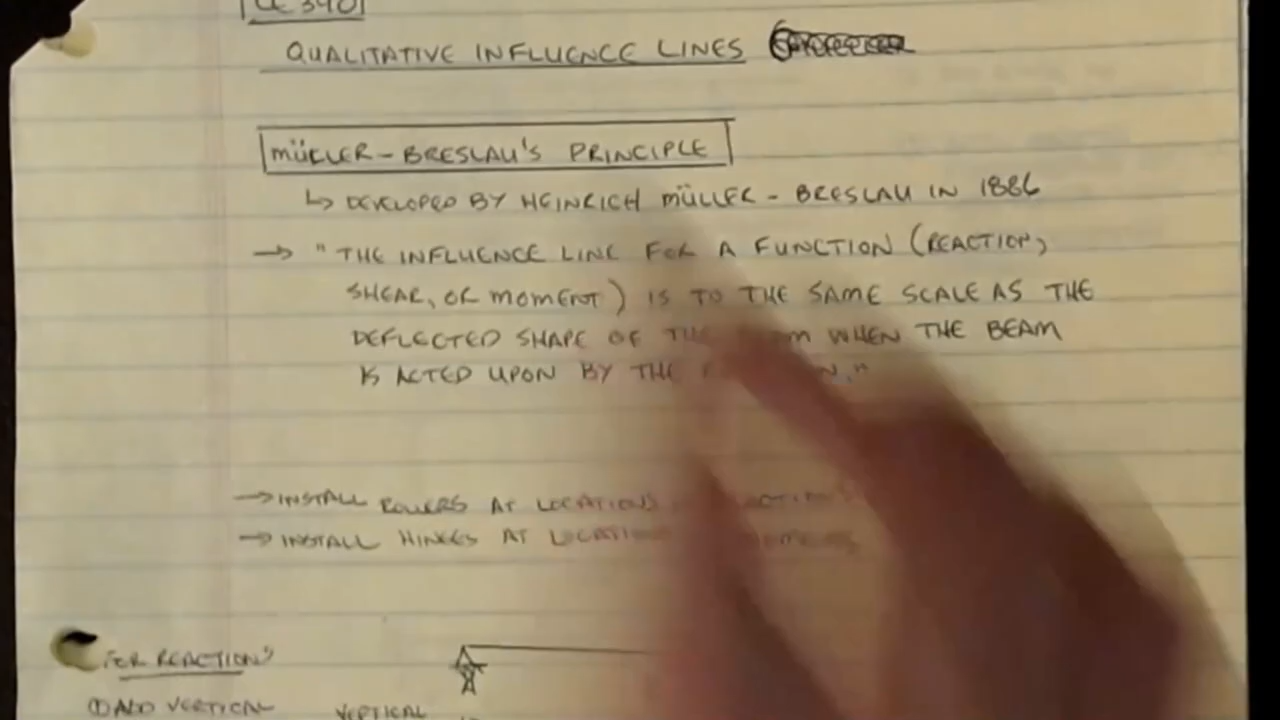 CE 3401
QUALITATIVE INFLUENCE LINES
MÜLLER-BRESLAU'S PRINCIPLE
↳ DEVELOPED BY HEINRICH MÜLLER-BRESLAU IN 1886
→ "THE INFLUENCE LINE FOR A FUNCTION (REACTION,
SHEAR, OR MOMENT) IS TO THE SAME SCALE AS THE
DEFLECTED SHAPE OF THE WHEN THE BEAM
IS ACTED UPON BY THE
→ INSTALL ROLLERS AT LOCATIONS
→ INSTALL HINGES AT
FOR REACTIONS
① ADD VERTICAL
VERTICAL